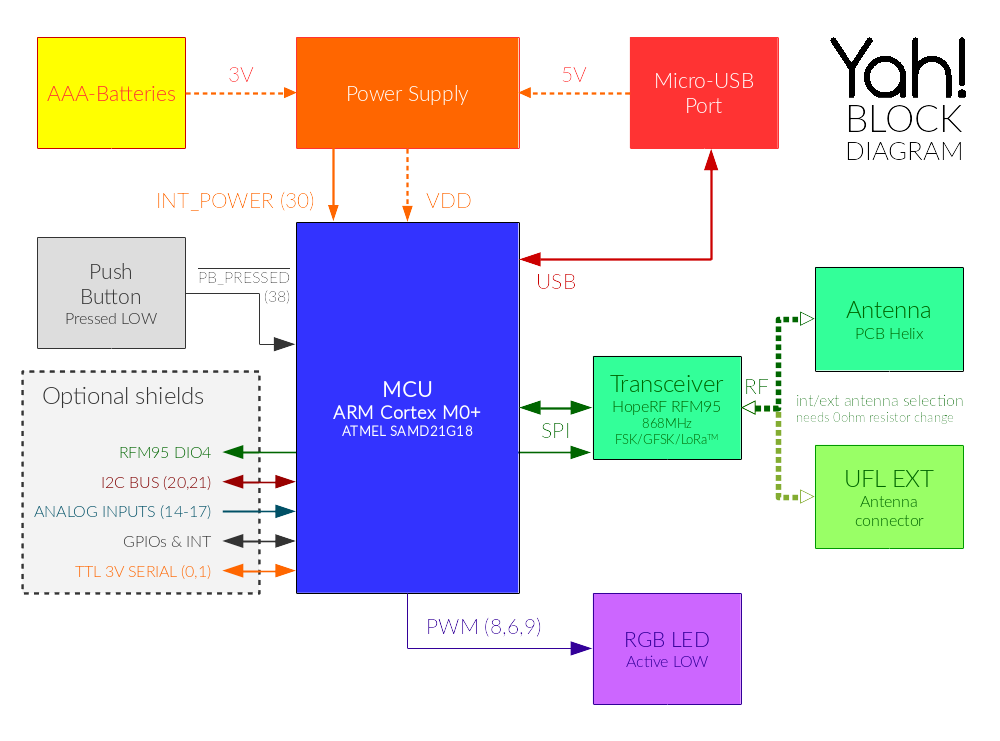 Yah!
BLOCK
DIAGRAM
AAA-Batteries
3V
Power Supply
5V
Micro-USB
Port
INT_POWER (30)
VDD
USB
Push
Button
Pressed LOW
PB_PRESSED
(38)
MCU
ARM Cortex M0+
ATMEL SAMD21G18
Optional shields
RFM95 DIO4
I2C BUS (20,21)
ANALOG INPUTS (14-17)
GPIOs & INT
TTL 3V SERIAL (0,1)
SPI
Transceiver
HopeRF RFM95
868MHz
FSK/GFSK/LoRa™
RF
Antenna
PCB Helix
int/ext antenna selection
needs 0ohm resistor change
UFL EXT
Antenna
connector
PWM (8,6,9)
RGB LED
Active LOW